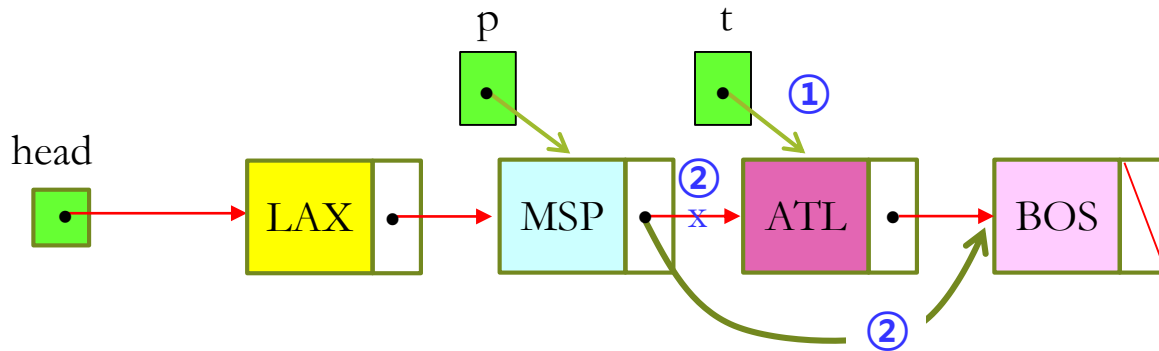 p t
①
head
②
LAX MSP x ATL BOS
②